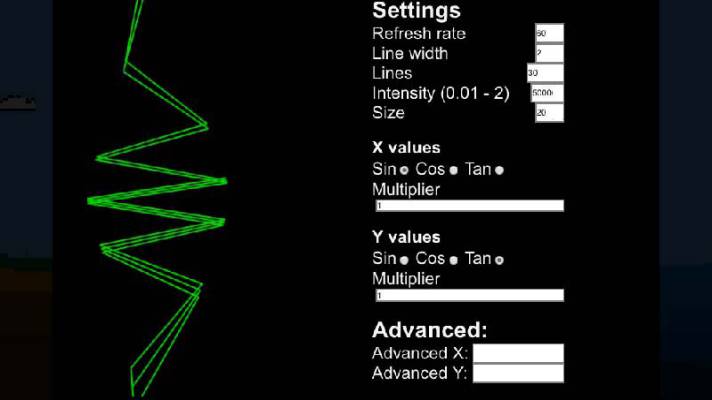 Settings
Refresh rate 60
Line width 2
Lines 30
Intensity (0.01 - 2) 5000
Size 20
X values
Sin Cos Tan
Multiplier
1
Y values
Sin Cos Tan
Multiplier
1
Advanced:
Advanced X:
Advanced Y: